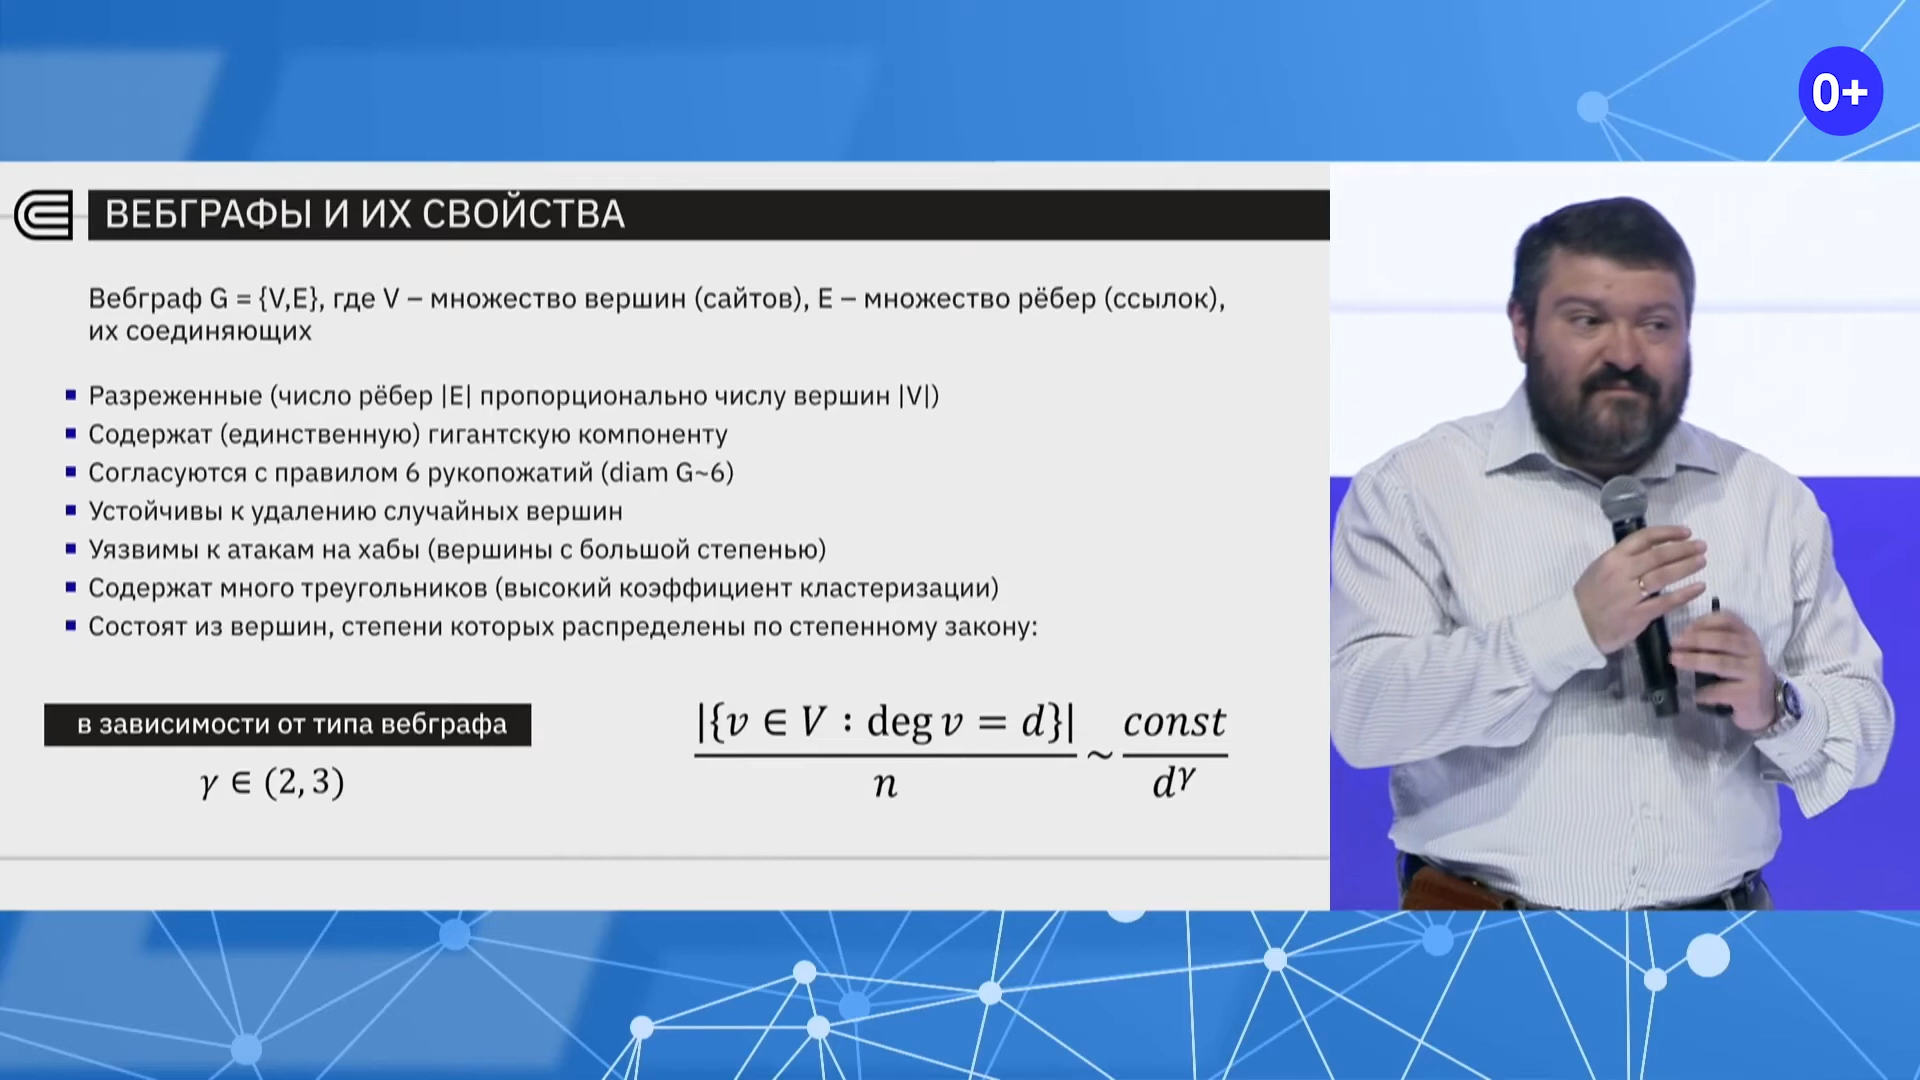 0+
ВЕБГРАФЫ И ИХ СВОЙСТВА
Вебграф G = {V,E}, где V – множество вершин (сайтов), E – множество рёбер (ссылок),
их соединяющих
Разреженные (число рёбер |E| пропорционально числу вершин |V|)
Содержат (единственную) гигантскую компоненту
Согласуются с правилом 6 рукопожатий (diam G~6)
Устойчивы к удалению случайных вершин
Уязвимы к атакам на хабы (вершины с большой степенью)
Содержат много треугольников (высокий коэффициент кластеризации)
Состоят из вершин, степени которых распределены по степенному закону:
в зависимости от типа вебграфа
γ ∈ (2,3)
|{v ∈ V : deg v = d}|
n
~
const
d^γ